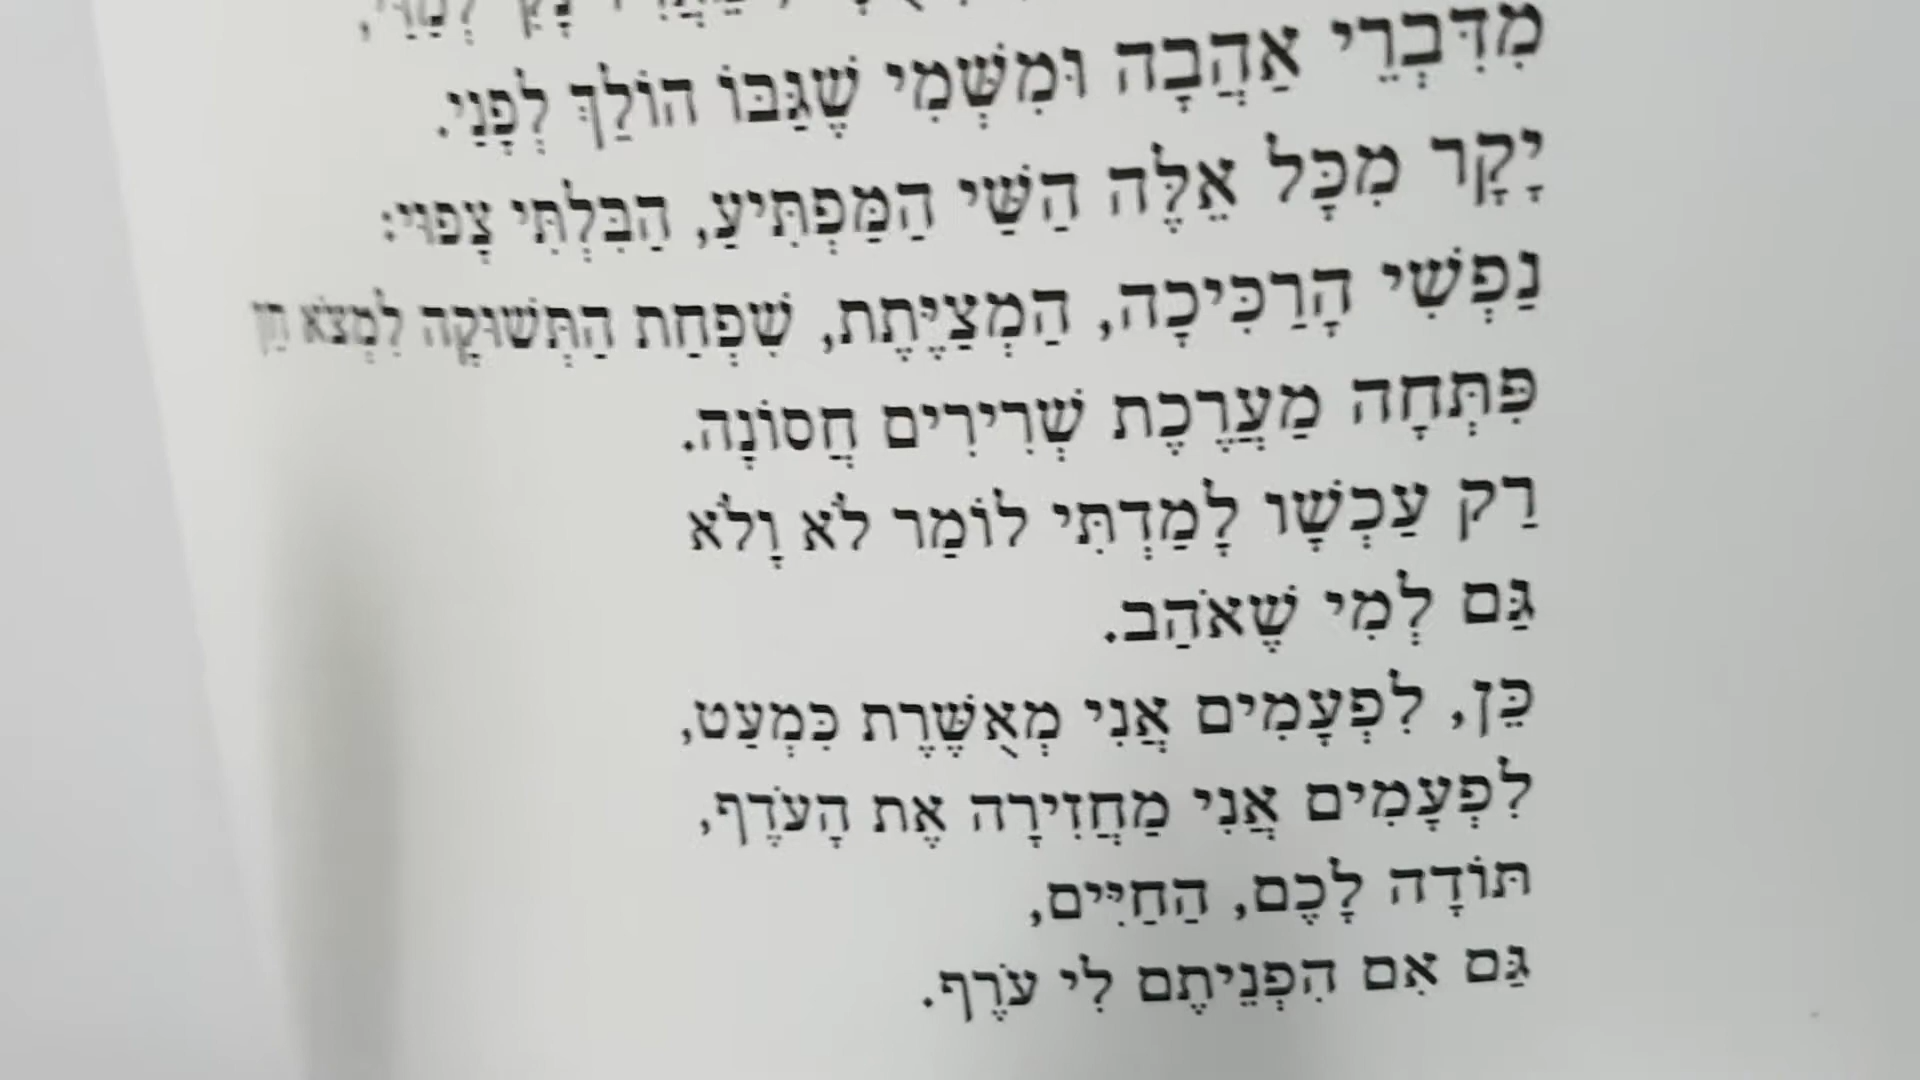 מִדִּבְרֵי אַהֲבָה וּמִשְּׁמִי שֶׁגַּבּוֹ הוֹלֵךְ לְפָנַי.
יָקָר מִכָּל אֵלֶּה הַשַּׁי הַמַּפְתִּיעַ, הַבִּלְתִּי צָפוּי:
נַפְשִׁי הָרַכִּיכָה, הַמְצַיֶּתֶת, שִׁפְחַת הַתְּשׁוּקָה לִמְצֹא חֵן
פִּתְּחָה מַעֲרֶכֶת שְׁרִירִים חֲסוֹנָה.
רַק עַכְשָׁו לָמַדְתִּי לוֹמַר לֹא וָלֹא
גַּם לְמִי שֶׁאֹהַב.
כֵּן, לִפְעָמִים אֲנִי מְאֻשֶּׁרֶת כִּמְעַט,
לִפְעָמִים אֲנִי מַחֲזִירָה אֶת הָעֹדֶף,
תּוֹדָה לָכֶם, הַחַיִּים,
גַּם אִם הִפְנֵיתֶם לִי עֹרֶף.